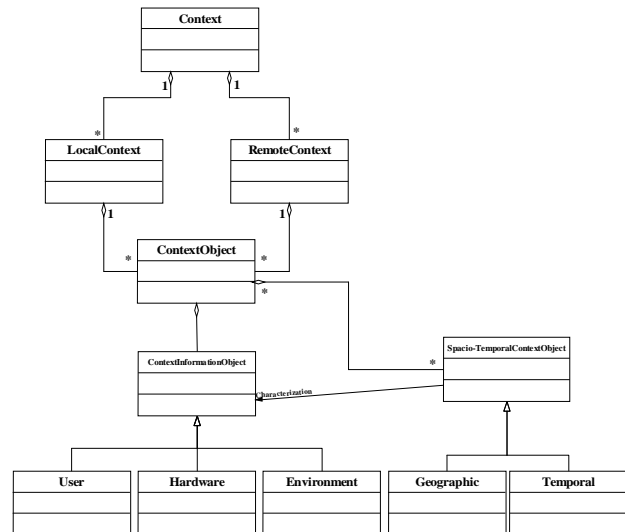 Context
1
1
*
*
LocalContext
RemoteContext
1
1
*
*
ContextObject
*
ContextInformationObject
Spacio-TemporalContextObject
*
Characterization
User
Hardware
Environment
Geographic
Temporal